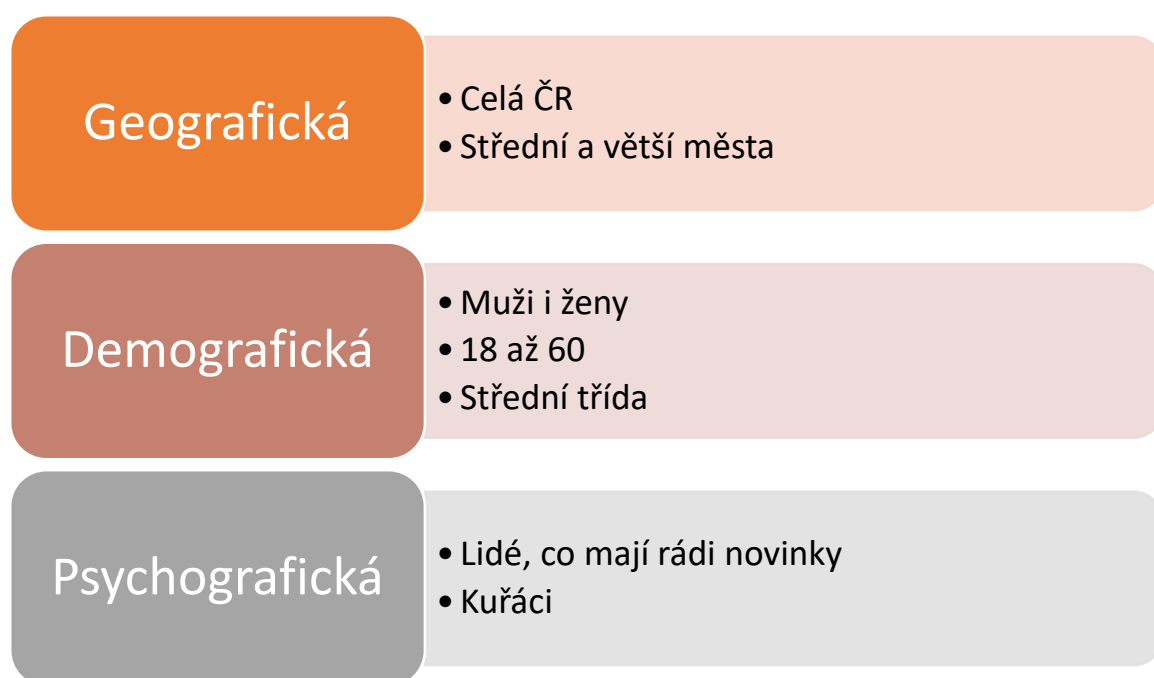 Geografická
• Celá ČR
• Střední a větší města
Demografická
• Muži i ženy
• 18 až 60
• Střední třída
Psychografická
• Lidé, co mají rádi novinky
• Kuřáci